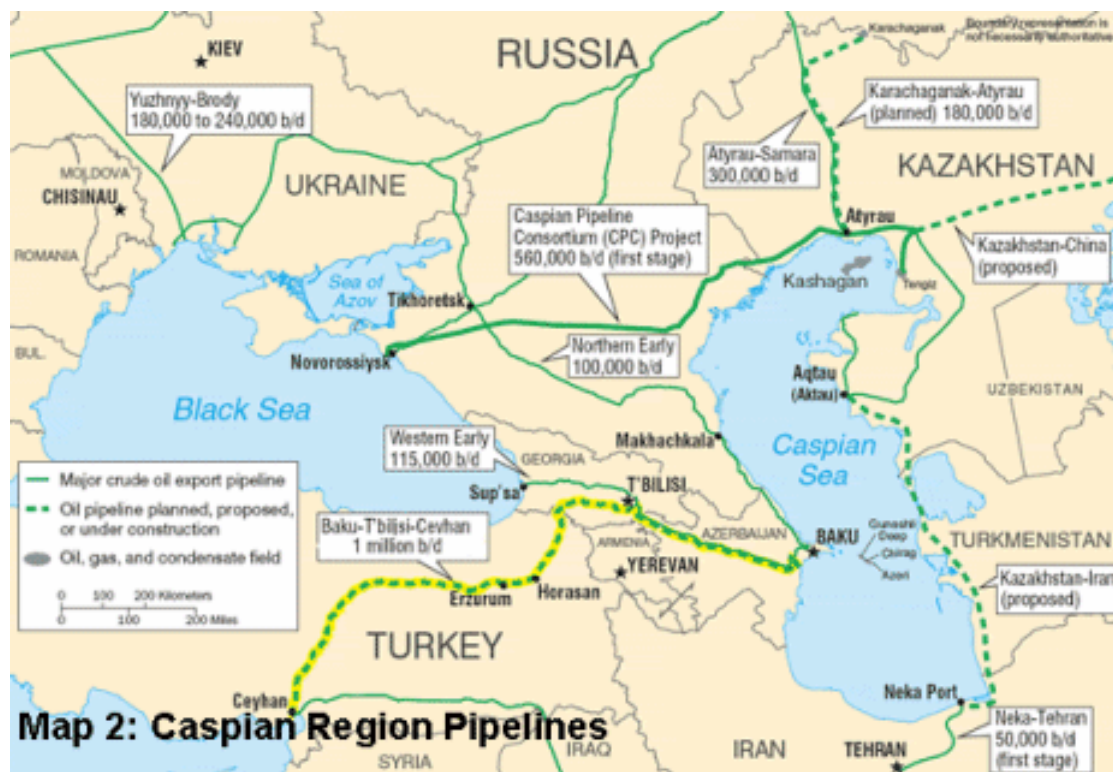 Karachaganak
Boundary representation is
not necessarily authoritative.
KIEV
RUSSIA
Yuzhnyy-Brody
180,000 to 240,000 b/d
Karachaganak-Atyrau
(planned) 180,000 b/d
Atyrau-Samara
300,000 b/d
KAZAKHSTAN
MOLDOVA
CHISINAU
UKRAINE
Caspian Pipeline
Consortium (CPC) Project
560,000 b/d (first stage)
Atyrau
Kazakhstan-China
(proposed)
ROMANIA
Sea of
Azov
Tikhoretsk
Kashagan
Tengiz
BUL.
Novorossiysk
Northern Early
100,000 b/d
Aqtau
(Aktau)
UZBEKISTAN
Black Sea
Makhachkala
Caspian
Sea
Western Early
115,000 b/d
GEORGIA
Sup'sa
T'BILISI
Major crude oil export pipeline
Oil pipeline planned, proposed,
or under construction
Oil, gas, and condensate field
0 100 200 Kilometers
0 100 200 Miles
Baku-T'bilisi-Ceyhan
1 million b/d
ARMENIA
AZERBAIJAN
BAKU
Gunashli
Deep
Chirag
Azeri
TURKMENISTAN
YEREVAN
Erzurum
Horasan
Kazakhstan-Iran
(proposed)
TURKEY
Ceyhan
Neka Port
Map 2: Caspian Region Pipelines
SYRIA
IRAQ
IRAN
TEHRAN
Neka-Tehran
50,000 b/d
(first stage)